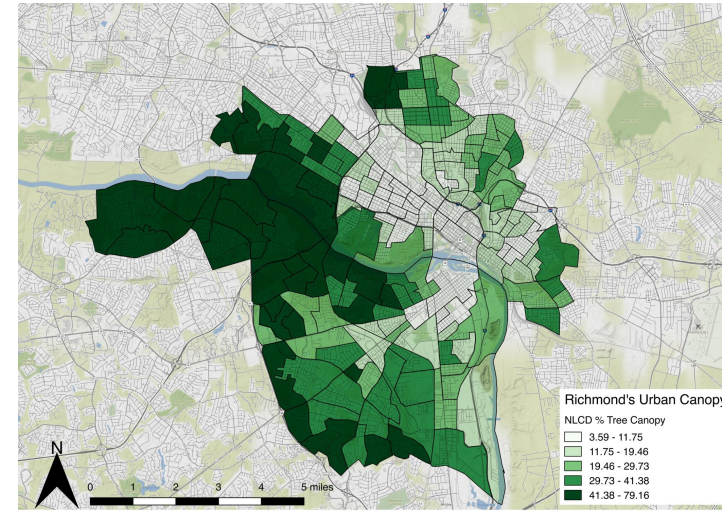 Richmond's Urban Canopy
NLCD % Tree Canopy
3.59 - 11.75
11.75 - 19.46
19.46 - 29.73
29.73 - 41.38
41.38 - 79.16
N
0 1 2 3 4 5 miles